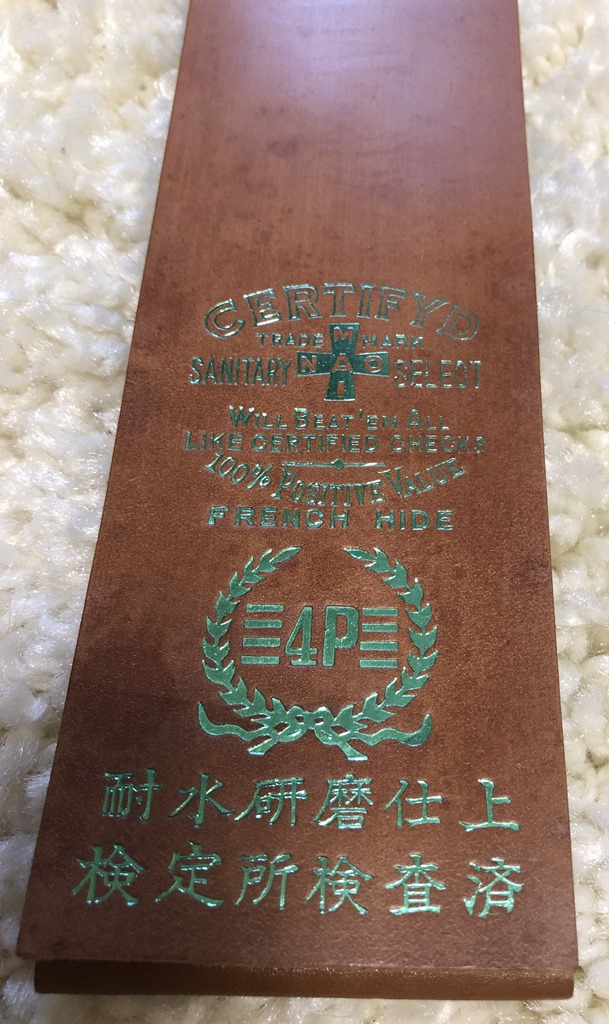 CERTIFYD
TRADE MARK
SANITARY NAAO SELECT
WILL BEAT 'EM ALL
LIKE CERTIFIED CHECKS
100% POSITIVE VALUE
FRENCH HIDE
4P
耐水研磨仕上
検定所検査済